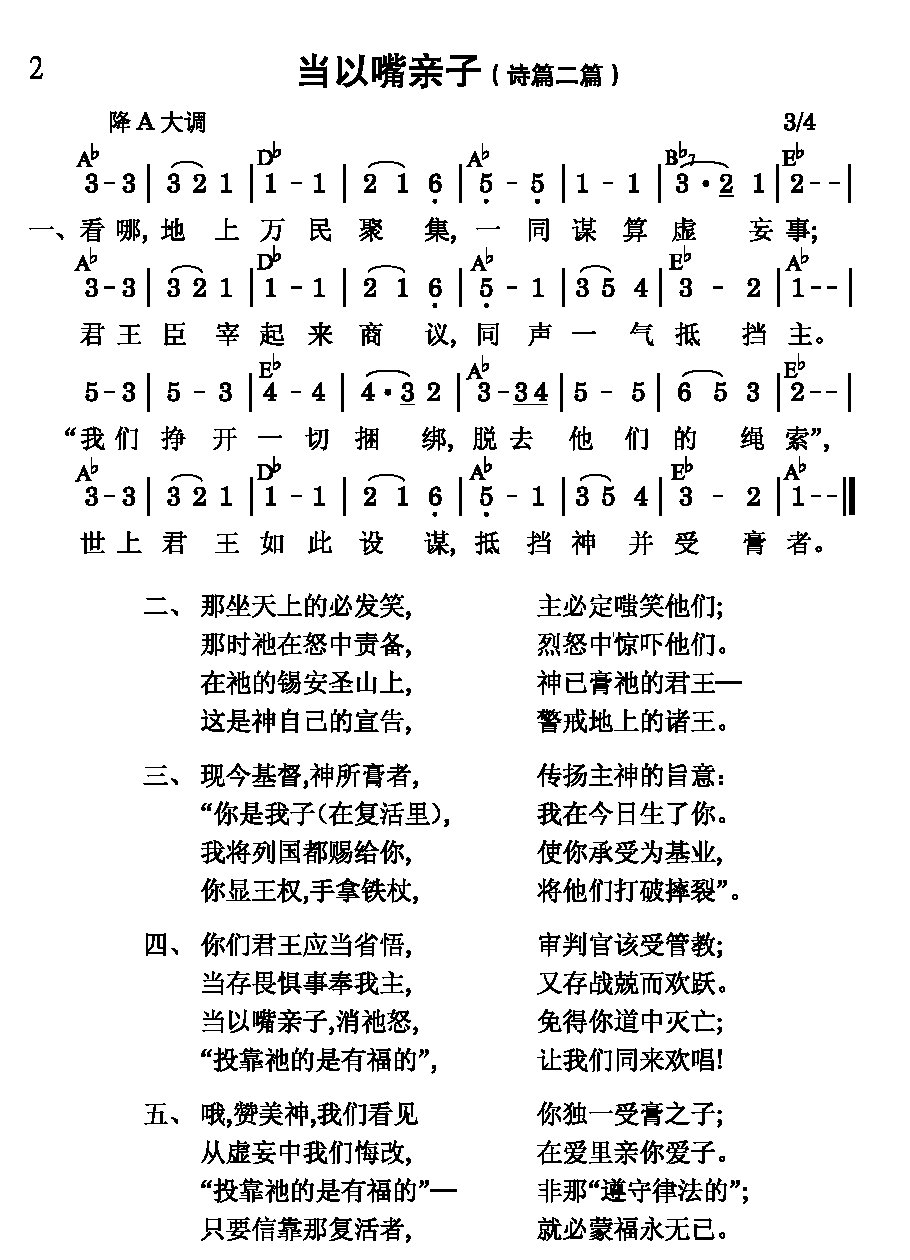 2
当以嘴亲子（诗篇二篇）
降A大调 3/4
A♭ D♭ A♭ B♭7 E♭
3-3│3 2 1│1 - 1│2 1 6̣│5̣ - 5̣│1 - 1│3 · 2 1│2 - -│
一、看哪, 地上万民聚集, 一同谋算虚妄事;
A♭ D♭ A♭ E♭ A♭
3-3│3 2 1│1 - 1│2 1 6̣│5̣ - 1│3 5 4│3 - 2│1 - -│
君王臣宰起来商议, 同声一气抵挡主。
E♭ A♭ E♭
5-3│5 - 3│4 - 4│4 · 3 2│3 - 3 4│5 - 5│6 5 3│2 - -│
“我们挣开一切捆绑, 脱去他们的绳索”,
A♭ D♭ A♭ E♭ A♭
3-3│3 2 1│1 - 1│2 1 6̣│5̣ - 1│3 5 4│3 - 2│1 - -‖
世上君王如此设谋, 抵挡神并受膏者。
二、那坐天上的必发笑, 主必定嗤笑他们;
那时祂在怒中责备, 烈怒中惊吓他们。
在祂的锡安圣山上, 神已膏祂的君王—
这是神自己的宣告, 警戒地上的诸王。
三、现今基督,神所膏者, 传扬主神的旨意:
“你是我子(在复活里), 我在今日生了你。
我将列国都赐给你, 使你承受为基业,
你显王权,手拿铁杖, 将他们打破摔裂”。
四、你们君王应当省悟, 审判官该受管教;
当存畏惧事奉我主, 又存战兢而欢跃。
当以嘴亲子,消祂怒, 免得你道中灭亡;
“投靠祂的是有福的”, 让我们同来欢唱!
五、哦,赞美神,我们看见 你独一受膏之子;
从虚妄中我们悔改, 在爱里亲你爱子。
“投靠祂的是有福的”— 非那“遵守律法的”;
只要信靠那复活者, 就必蒙福永无已。